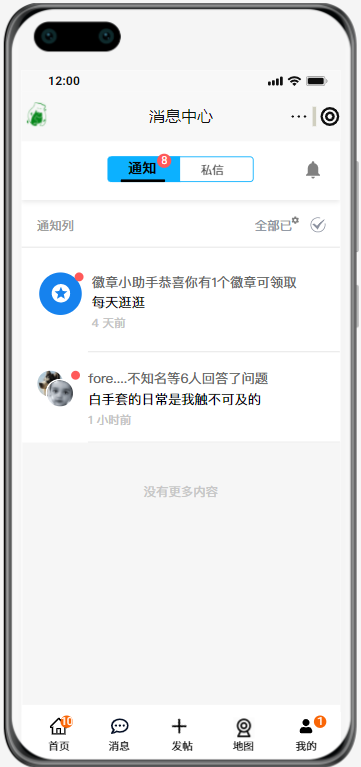 12:00
消息中心
通知 8 私信
通知列 全部已
徽章小助手恭喜你有1个徽章可领取
每天逛逛
4 天前
fore....不知名等6人回答了问题
白手套的日常是我触不可及的
1 小时前
没有更多内容
10 1
首页 消息 发帖 地图 我的